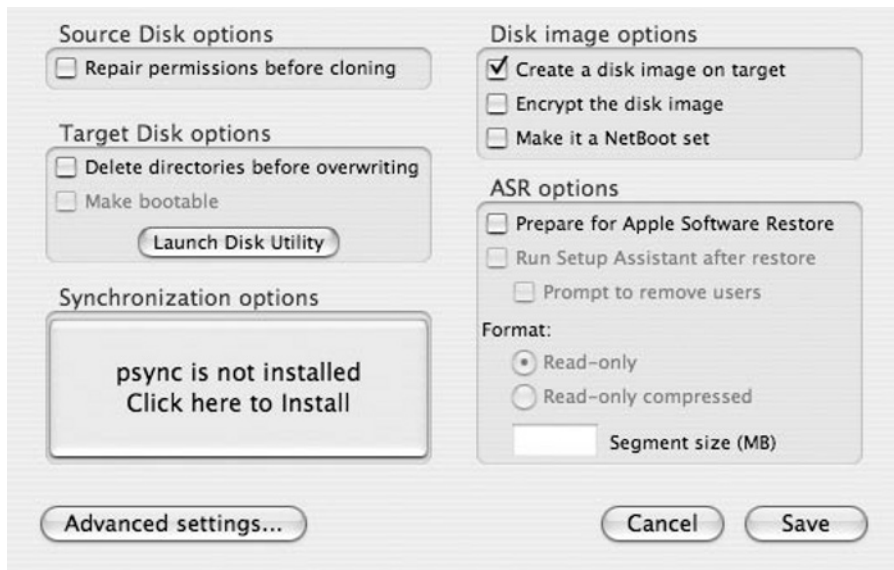 Source Disk options
Repair permissions before cloning
Target Disk options
Delete directories before overwriting
Make bootable
Launch Disk Utility
Synchronization options
psync is not installed
Click here to Install
Advanced settings...
Disk image options
Create a disk image on target
Encrypt the disk image
Make it a NetBoot set
ASR options
Prepare for Apple Software Restore
Run Setup Assistant after restore
Prompt to remove users
Format:
Read-only
Read-only compressed
Segment size (MB)
Cancel
Save